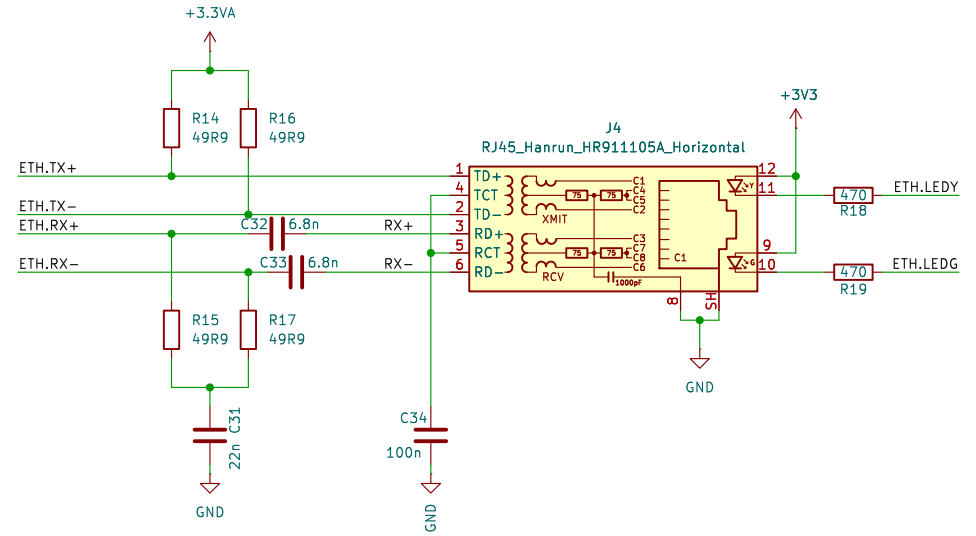 +3.3VA
R14
49R9
R16
49R9
ETH.TX+
ETH.TX-
ETH.RX+
ETH.RX-
C32
6.8n
C33
6.8n
RX+
RX-
R15
49R9
R17
49R9
C31
22n
GND
C34
100n
GND
J4
RJ45_Hanrun_HR911105A_Horizontal
1
4
2
3
5
6
TD+
TCT
TD-
RD+
RCT
RD-
C1
C4
C5
C2
75
75
XMIT
C3
C7
C8
C6
75
75
RCV
1000pF
C1
Y
G
8
SH
GND
12
11
9
10
+3V3
470
R18
ETH.LEDY
470
R19
ETH.LEDG